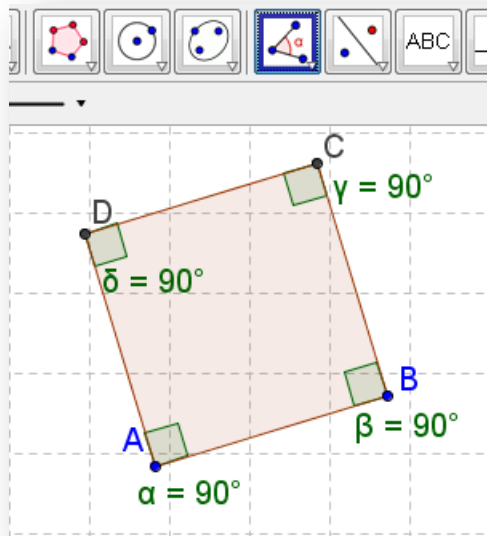 α
ABC
C
γ = 90°
D
δ = 90°
B
A
β = 90°
α = 90°